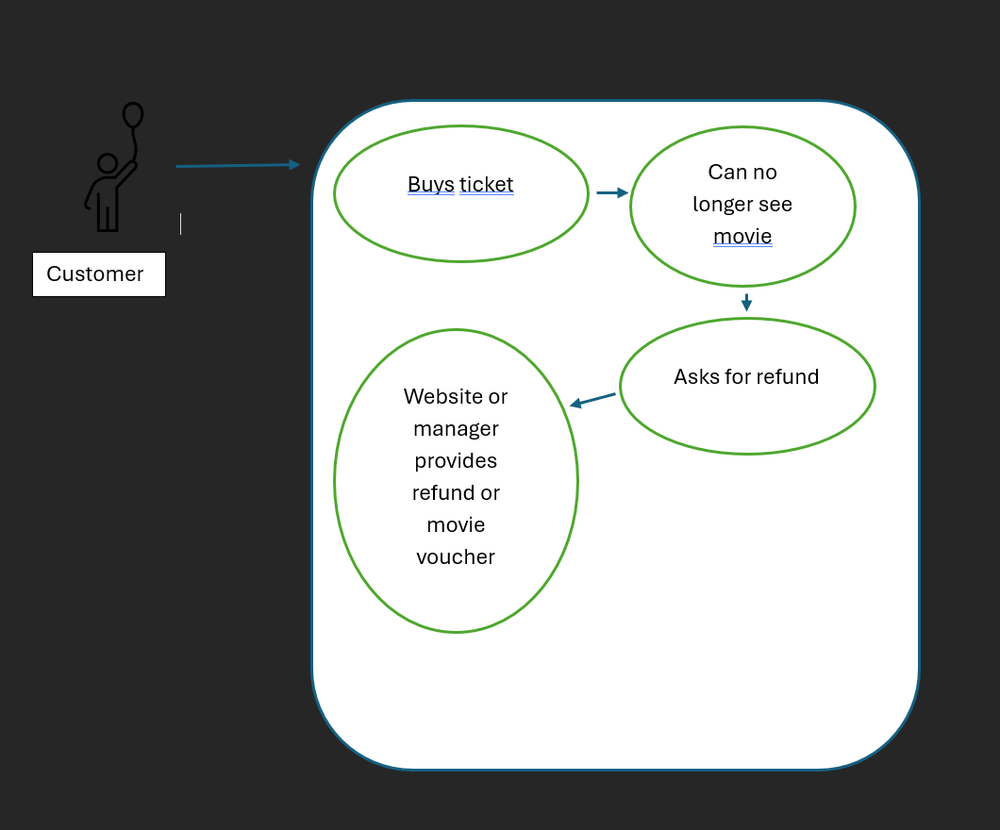 Customer
Buys ticket
Can no
longer see
movie
Asks for refund
Website or
manager
provides
refund or
movie
voucher